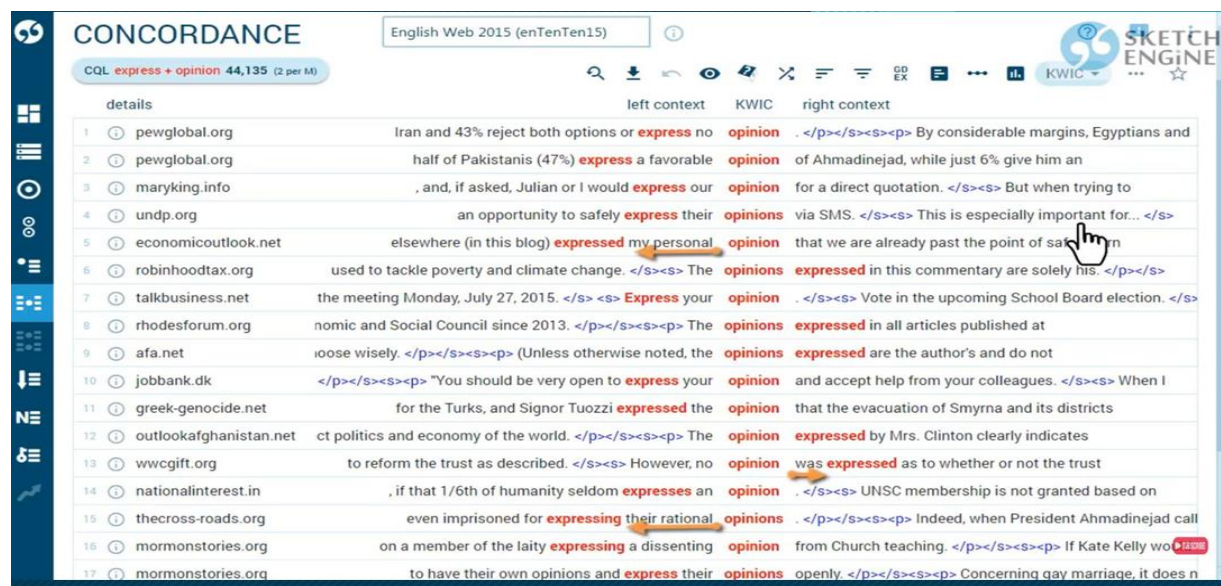 CONCORDANCE
English Web 2015 (enTenTen15)
SKETCH
ENGINE
CQL express + opinion 44,135 (2 per M)
GD
EX
KWIC
details left context KWIC right context
1 pewglobal.org Iran and 43% reject both options or express no opinion . </p></s><s><p> By considerable margins, Egyptians and
2 pewglobal.org half of Pakistanis (47%) express a favorable opinion of Ahmadinejad, while just 6% give him an
3 maryking.info , and, if asked, Julian or I would express our opinion for a direct quotation. </s><s> But when trying to
4 undp.org an opportunity to safely express their opinions via SMS. </s><s> This is especially important for... </s>
5 economicoutlook.net elsewhere (in this blog) expressed my personal opinion that we are already past the point of
6 robinhoodtax.org used to tackle poverty and climate change. </s><s> The opinions expressed in this commentary are solely his. </p></s>
7 talkbusiness.net the meeting Monday, July 27, 2015. </s> <s> Express your opinion . </s><s> Vote in the upcoming School Board election. </s>
8 rhodesforum.org nomic and Social Council since 2013. </p></s><s><p> The opinions expressed in all articles published at
9 afa.net oose wisely. </p></s><s><p> (Unless otherwise noted, the opinions expressed are the author's and do not
10 jobbank.dk </p></s><s><p> "You should be very open to express your opinion and accept help from your colleagues. </s><s> When I
11 greek-genocide.net for the Turks, and Signor Tuozzi expressed the opinion that the evacuation of Smyrna and its districts
12 outlookafghanistan.net ct politics and economy of the world. </p></s><s><p> The opinion expressed by Mrs. Clinton clearly indicates
13 wwcgift.org to reform the trust as described. </s><s> However, no opinion was expressed as to whether or not the trust
14 nationalinterest.in , if that 1/6th of humanity seldom expresses an opinion . </s><s> UNSC membership is not granted based on
15 thecross-roads.org even imprisoned for expressing their rational opinions . </p></s><s><p> Indeed, when President Ahmadinejad call
16 mormonstories.org on a member of the laity expressing a dissenting opinion from Church teaching. </p></s><s><p> If Kate Kelly
17 mormonstories.org to have their own opinions and express their opinions openly. </p></s><s><p> Concerning gay marriage, it does n